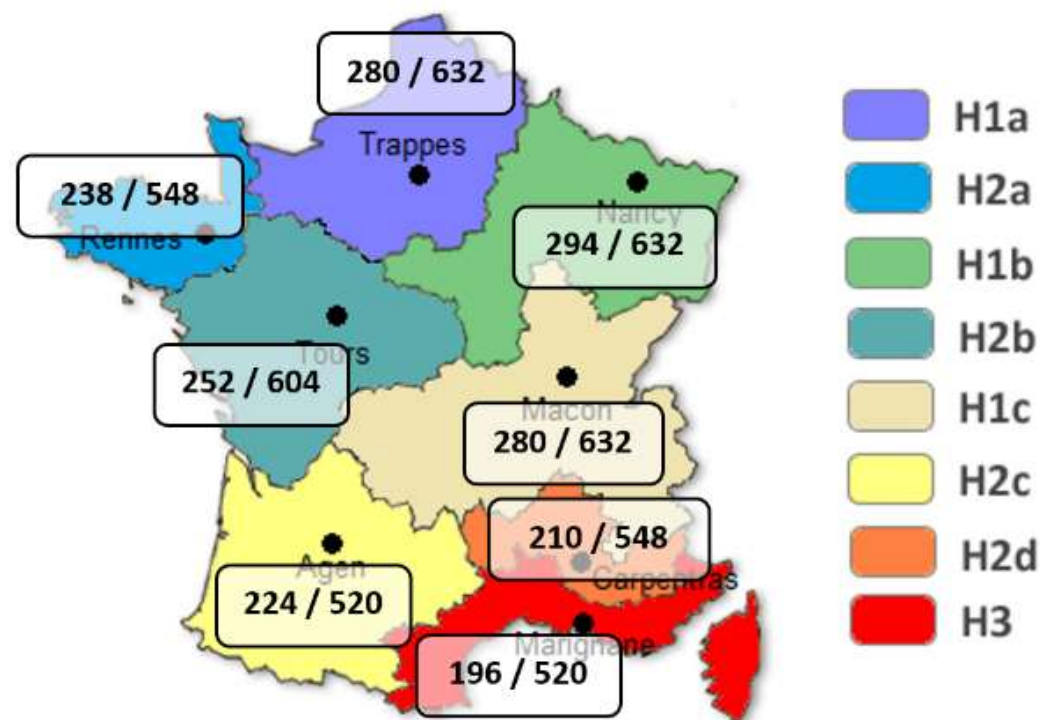 280 / 632
Trappes
238 / 548
Rennes
Nancy
294 / 632
Tours
252 / 604
Macon
280 / 632
210 / 548
Carpentras
Agen
224 / 520
Marignane
196 / 520
H1a
H2a
H1b
H2b
H1c
H2c
H2d
H3